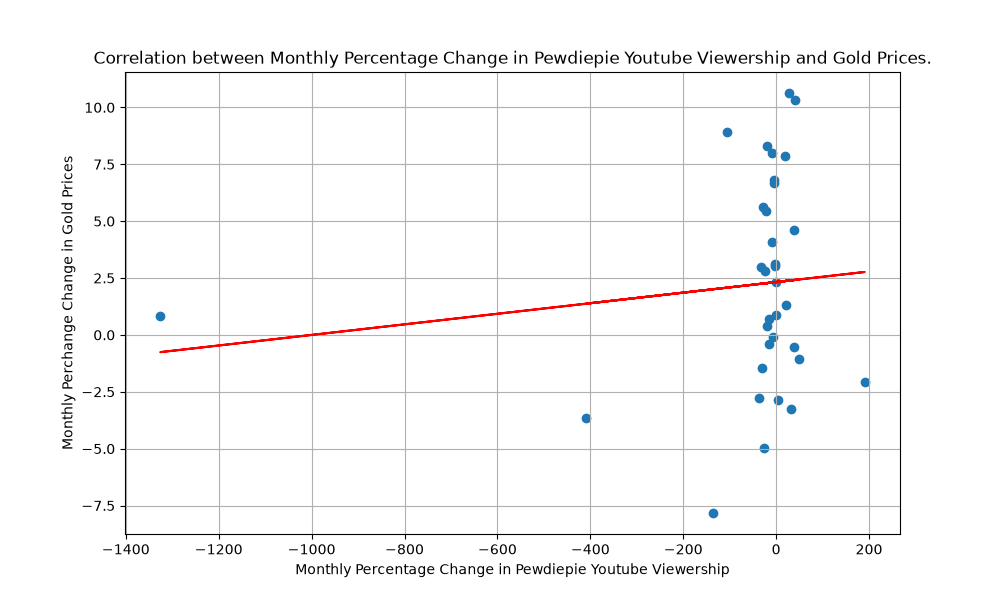 Correlation between Monthly Percentage Change in Pewdiepie Youtube Viewership and Gold Prices.
Monthly Perchange Change in Gold Prices
10.0
7.5
5.0
2.5
0.0
−2.5
−5.0
−7.5
−1400 −1200 −1000 −800 −600 −400 −200 0 200
Monthly Percentage Change in Pewdiepie Youtube Viewership